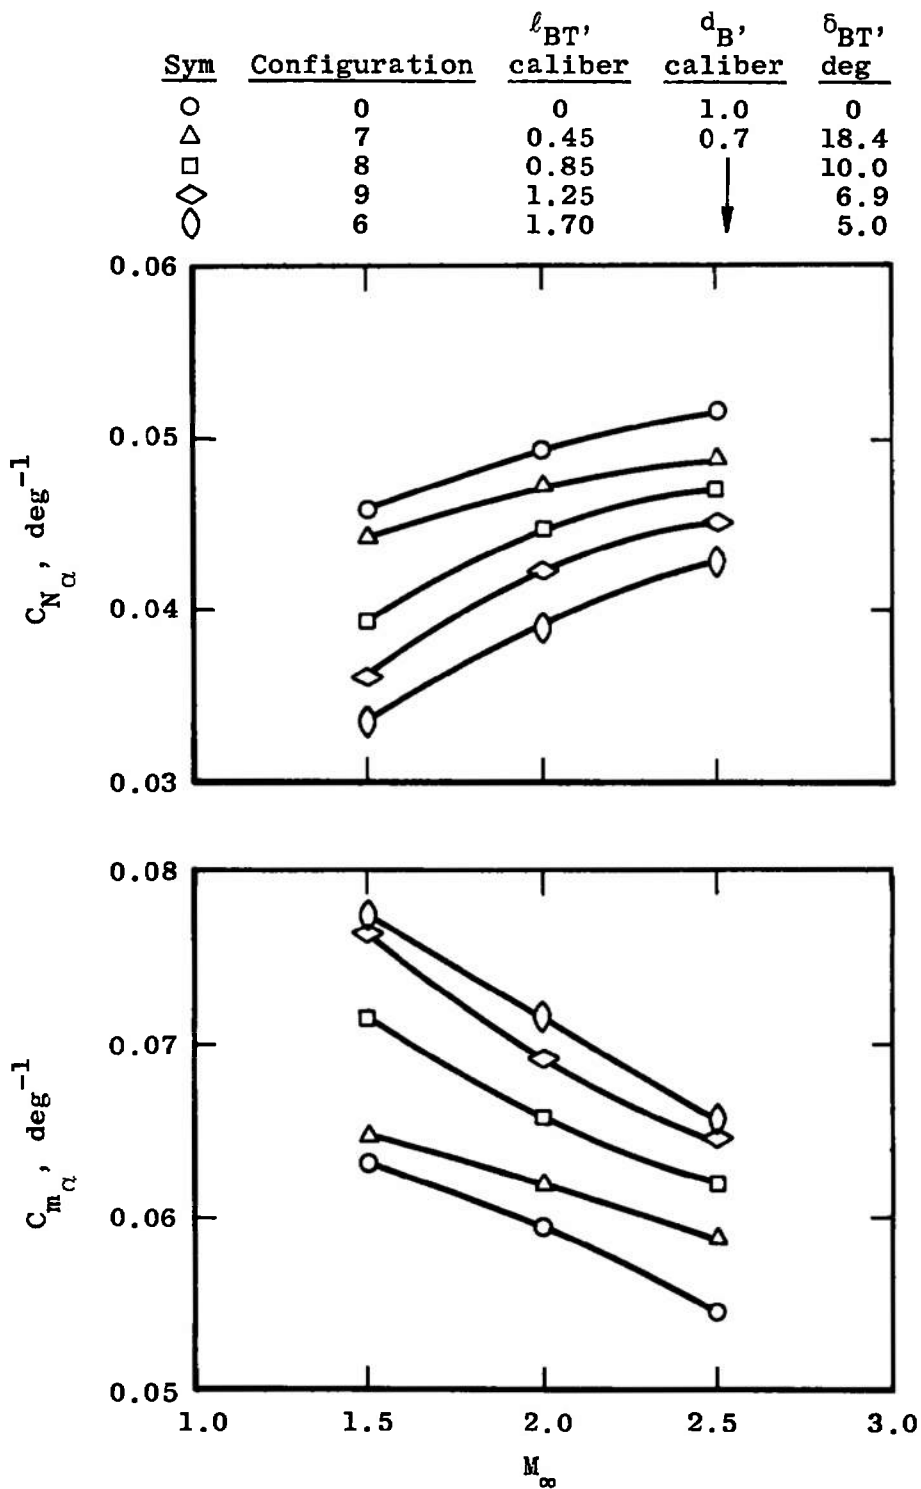 ℓBT, dB, δBT,
Sym Configuration caliber caliber deg
0 0 1.0 0
7 0.45 0.7 18.4
8 0.85 10.0
9 1.25 6.9
6 1.70 5.0
0.06
0.05
0.04
0.03
CNα, deg⁻¹
0.08
0.07
0.06
0.05
Cmα, deg⁻¹
1.0 1.5 2.0 2.5 3.0
M∞